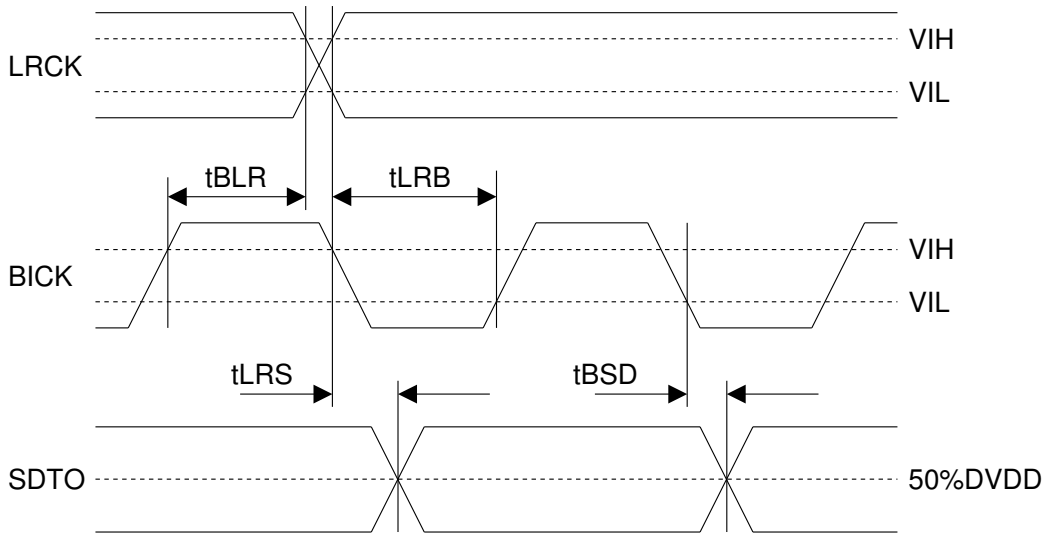 LRCK
VIH
VIL
tBLR
tLRB
BICK
VIH
VIL
tLRS
tBSD
SDTO
50%DVDD